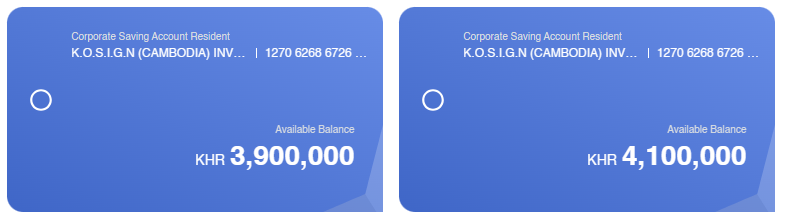 Corporate Saving Account Resident
K.O.S.I.G.N (CAMBODIA) INV... | 1270 6268 6726 ...
Available Balance
KHR 3,900,000
Corporate Saving Account Resident
K.O.S.I.G.N (CAMBODIA) INV... | 1270 6268 6726 ...
Available Balance
KHR 4,100,000